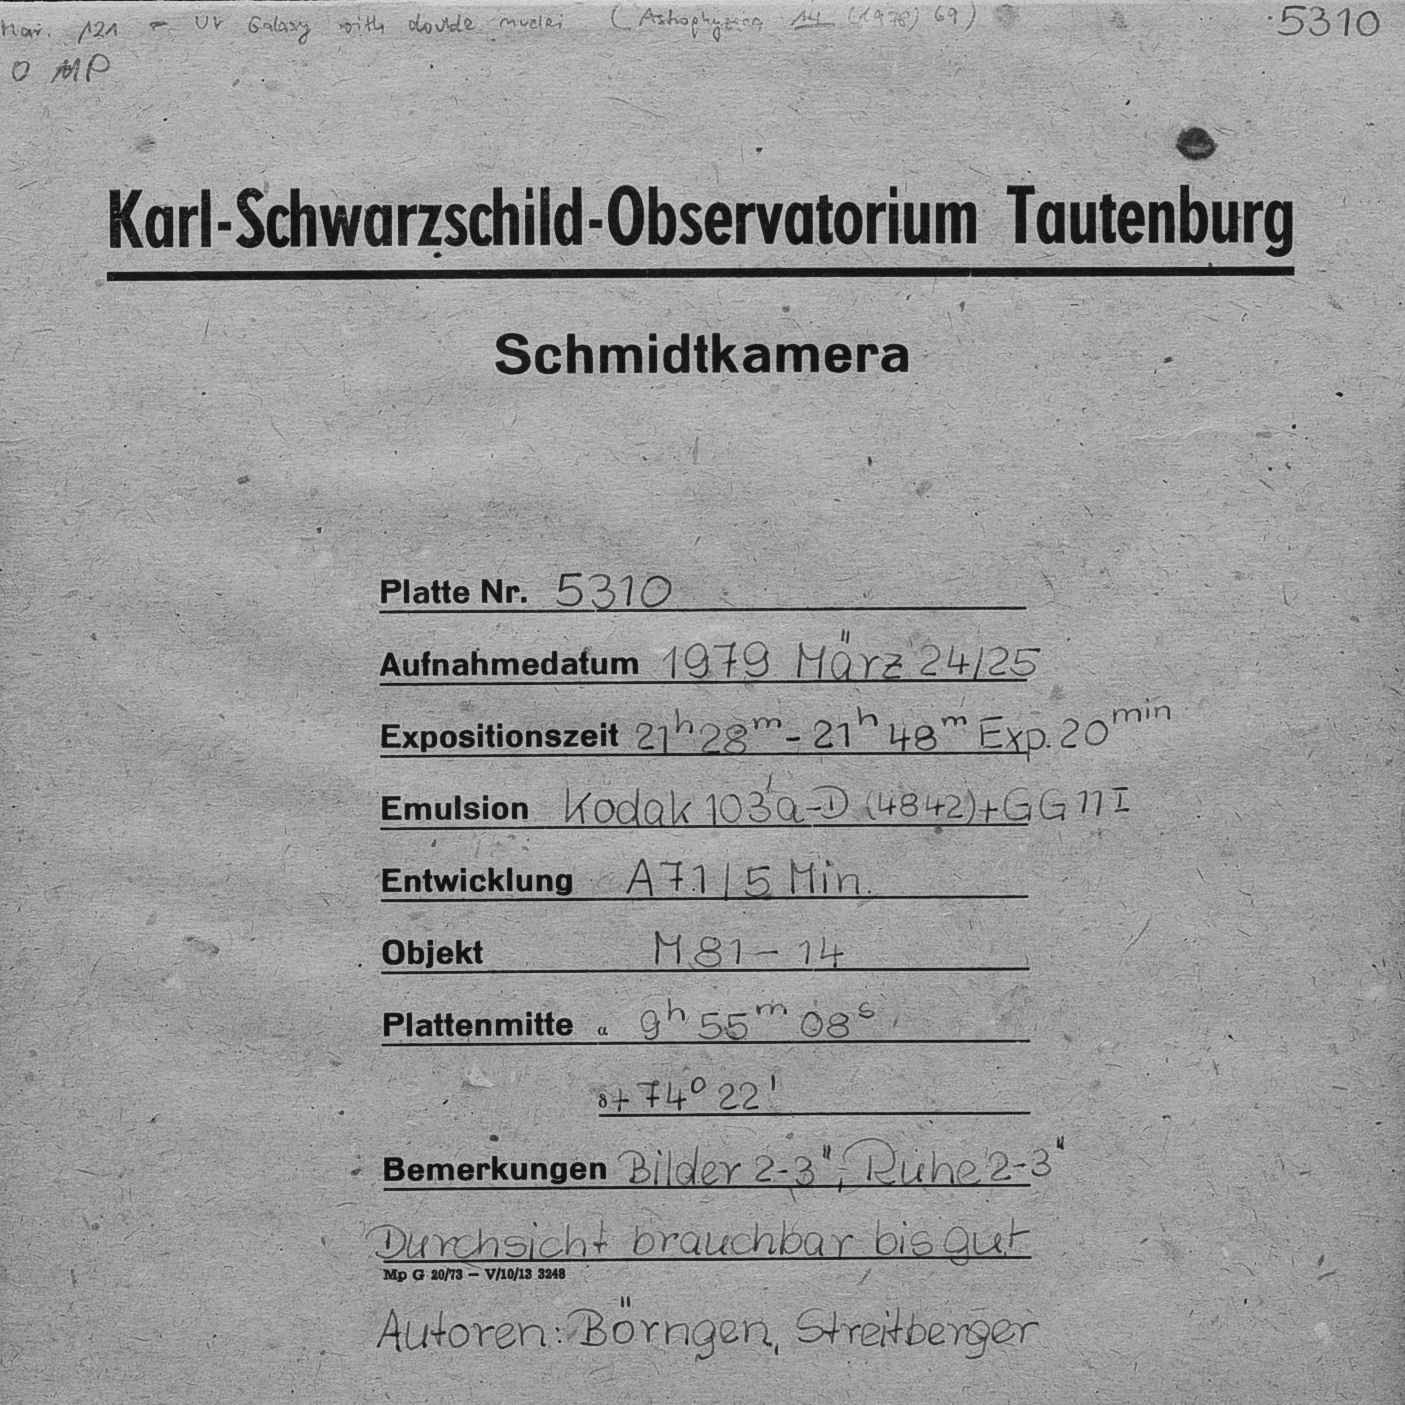 Mar. 121 – UV Galaxy with double nuclei (Astrophyzica 14 (1978) 69) 5310
0 MP
Karl-Schwarzschild-Observatorium Tautenburg
Schmidtkamera
Platte Nr. 5310
Aufnahmedatum 1979 März 24/25
Expositionszeit 21h28m – 21h48m Exp. 20min
Emulsion Kodak 103a-D (4842)+GG11 I
Entwicklung A71/5 Min.
Objekt M81 – 14
Plattenmitte α 9h 55m 08s
δ + 74° 22'
Bemerkungen Bilder 2-3"; Ruhe 2-3"
Durchsicht brauchbar bis gut
Mp G 20/73 – V/10/13 3248
Autoren: Börngen, Streitberger